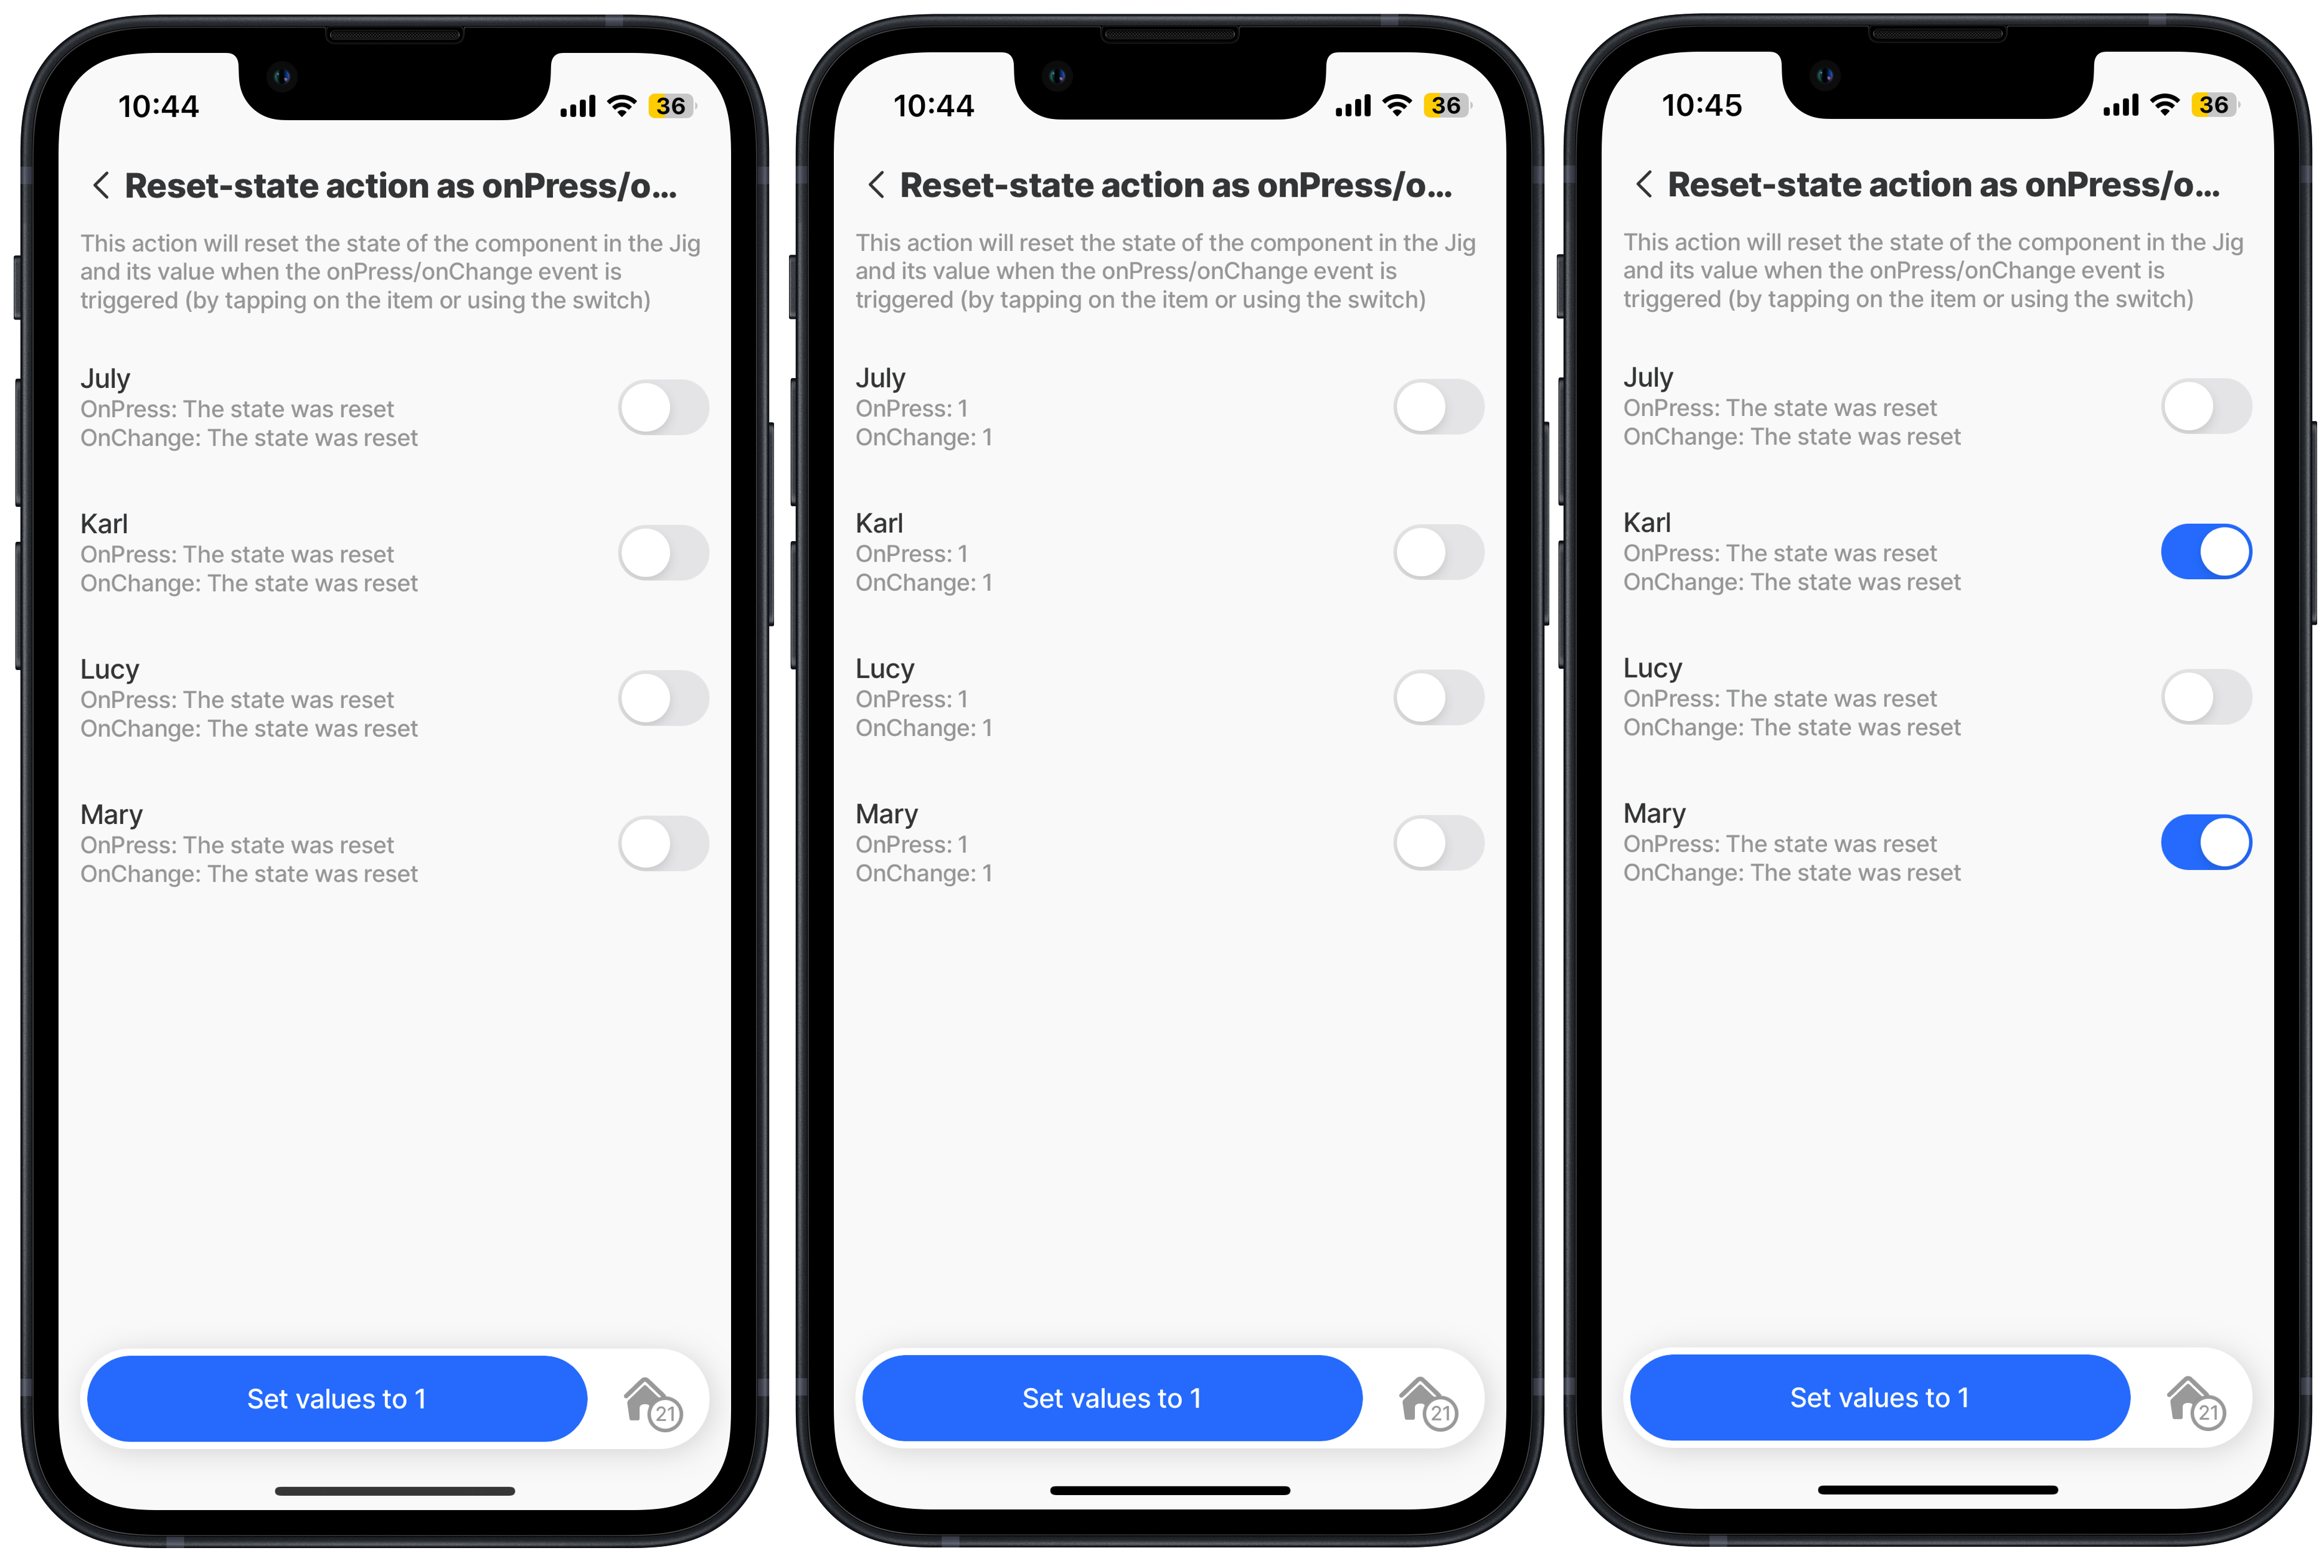 10:44
36
Reset-state action as onPress/o...
This action will reset the state of the component in the Jig
and its value when the onPress/onChange event is
triggered (by tapping on the item or using the switch)
July
OnPress: The state was reset
OnChange: The state was reset
Karl
OnPress: The state was reset
OnChange: The state was reset
Lucy
OnPress: The state was reset
OnChange: The state was reset
Mary
OnPress: The state was reset
OnChange: The state was reset
Set values to 1
21
10:44
36
Reset-state action as onPress/o...
This action will reset the state of the component in the Jig
and its value when the onPress/onChange event is
triggered (by tapping on the item or using the switch)
July
OnPress: 1
OnChange: 1
Karl
OnPress: 1
OnChange: 1
Lucy
OnPress: 1
OnChange: 1
Mary
OnPress: 1
OnChange: 1
Set values to 1
21
10:45
36
Reset-state action as onPress/o...
This action will reset the state of the component in the Jig
and its value when the onPress/onChange event is
triggered (by tapping on the item or using the switch)
July
OnPress: The state was reset
OnChange: The state was reset
Karl
OnPress: The state was reset
OnChange: The state was reset
Lucy
OnPress: The state was reset
OnChange: The state was reset
Mary
OnPress: The state was reset
OnChange: The state was reset
Set values to 1
21